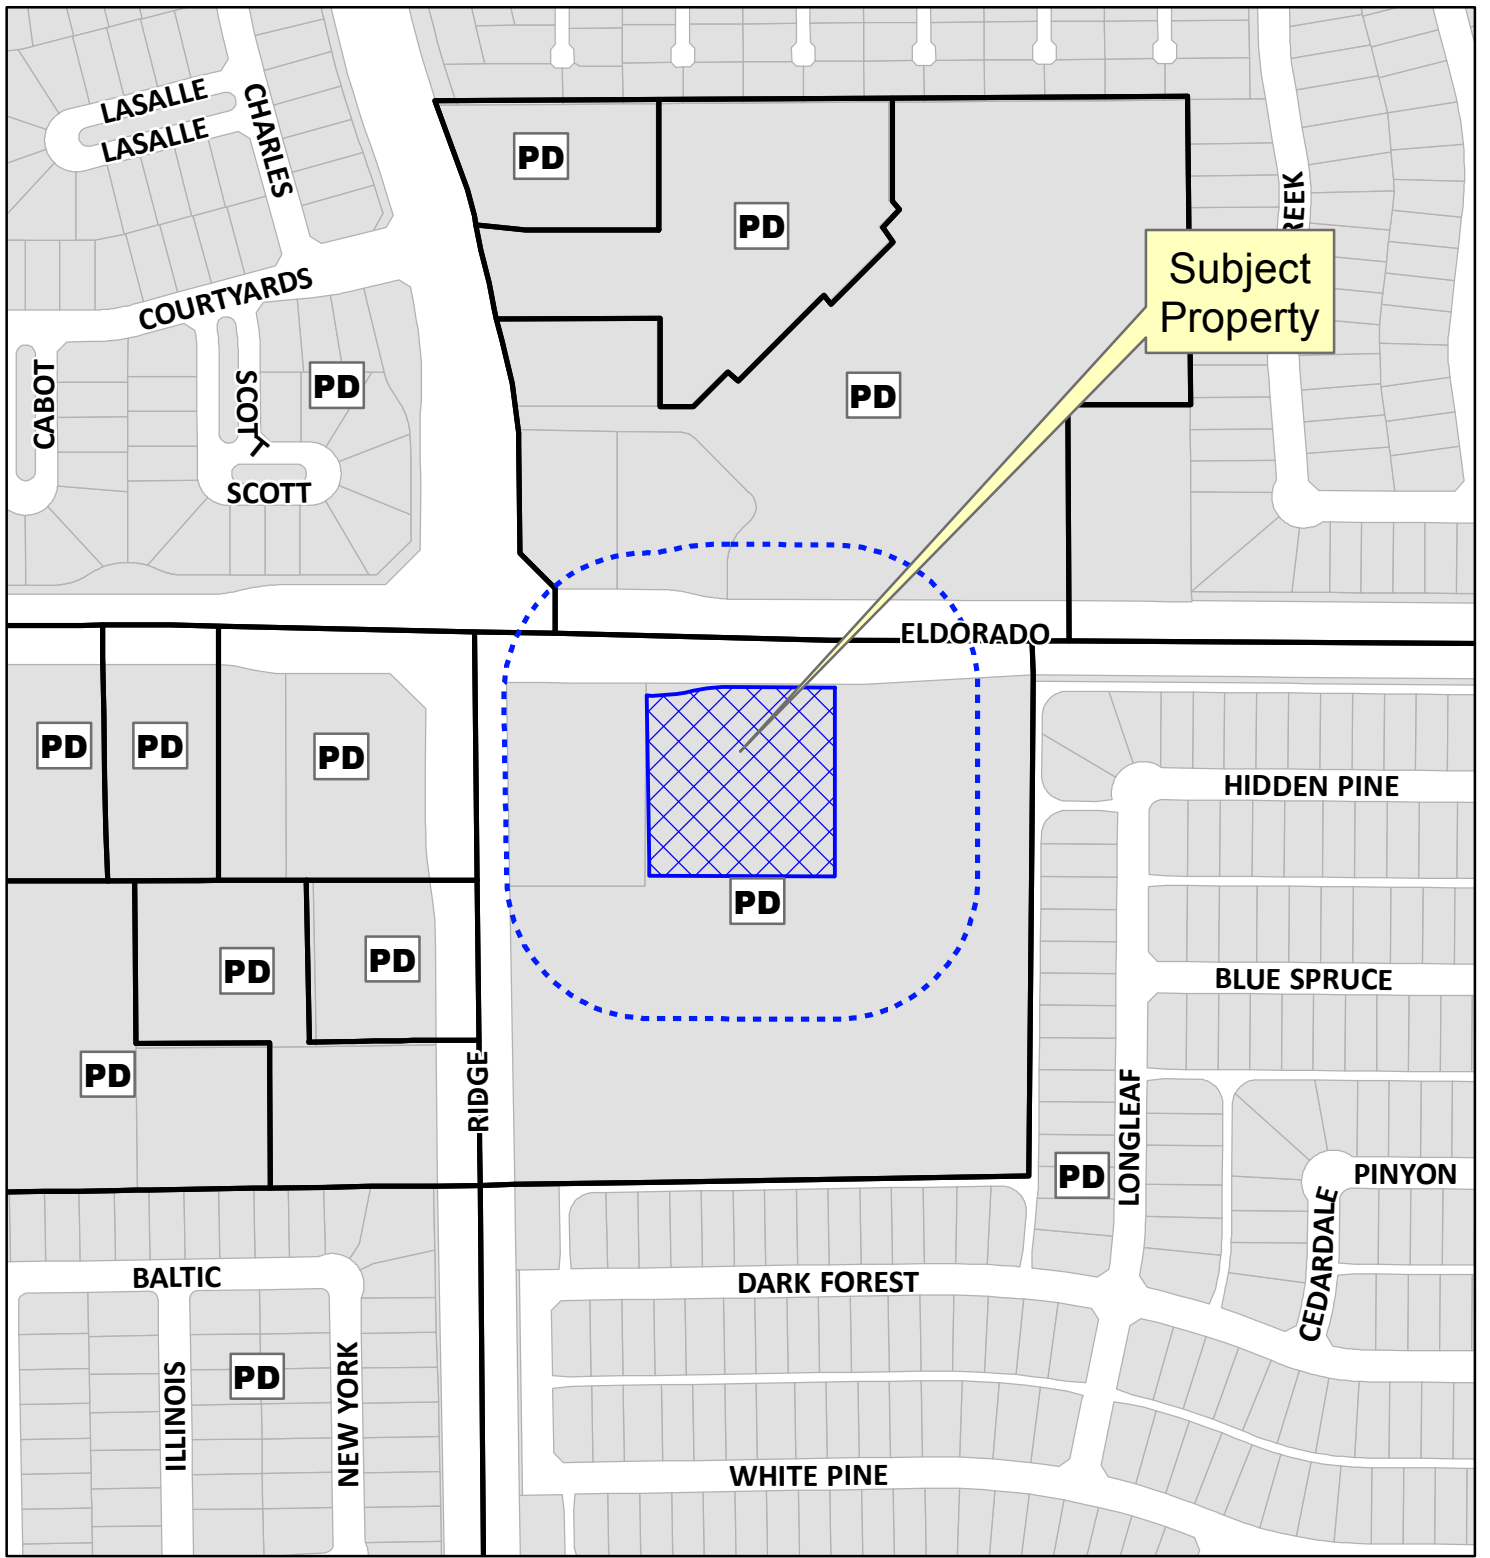 LASALLE
LASALLE
CHARLES
PD
PD
REEK
Subject
Property
COURTYARDS
CABOT
SCOTT
PD
PD
SCOTT
ELDORADO
PD
PD
PD
HIDDEN PINE
PD
PD
PD
BLUE SPRUCE
PD
RIDGE
LONGLEAF
PD
PINYON
CEDARDALE
BALTIC
DARK FOREST
ILLINOIS
PD
NEW YORK
WHITE PINE